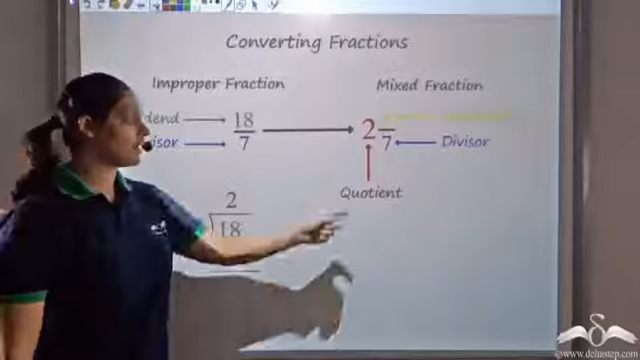 Converting Fractions
Improper Fraction
Mixed Fraction
dend → 18
isor → 7
2 7 ← Divisor
Quotient
2
18
© www.deltastep.com